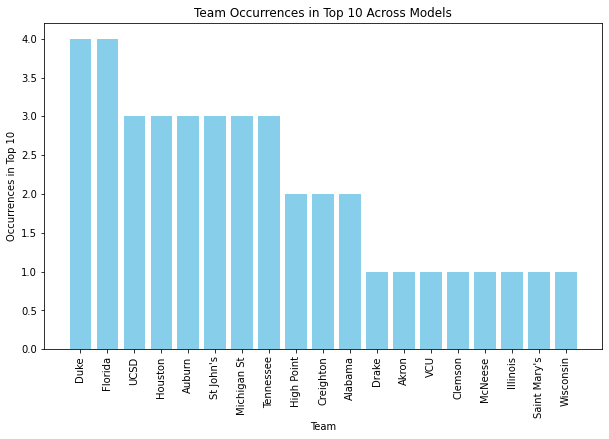 Team Occurrences in Top 10 Across Models
Occurrences in Top 10
4.0
3.5
3.0
2.5
2.0
1.5
1.0
0.5
0.0
Duke
Florida
UCSD
Houston
Auburn
St John's
Michigan St
Tennessee
High Point
Creighton
Alabama
Drake
Akron
VCU
Clemson
McNeese
Illinois
Saint Mary's
Wisconsin
Team